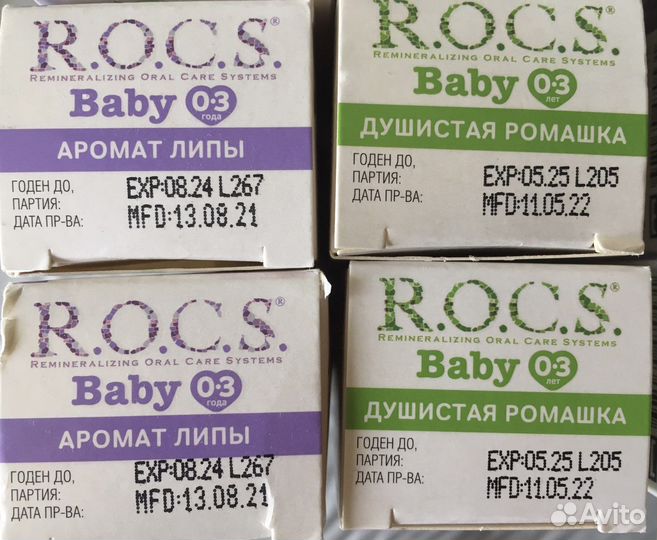 R.O.C.S.®
REMINERALIZING ORAL CARE SYSTEMS
Baby 0-3 года
АРОМАТ ЛИПЫ
ГОДЕН ДО,
ПАРТИЯ:
ДАТА ПР-ВА:
EXP:08.24 L267
MFD:13.08.21
R.O.C.S.
REMINERALIZING ORAL CARE SYSTEMS
Baby 0-3 лет
ДУШИСТАЯ РОМАШКА
ГОДЕН ДО,
ПАРТИЯ:
ДАТА ПР-ВА:
EXP:05.25 L205
MFD:11.05.22
R.O.C.S.®
REMINERALIZING ORAL CARE SYSTEMS
Baby 0-3 года
АРОМАТ ЛИПЫ
ГОДЕН ДО,
ПАРТИЯ:
ДАТА ПР-ВА:
EXP:08.24 L267
MFD:13.08.21
R.O.C.S.®
REMINERALIZING ORAL CARE SYSTEMS
Baby 0-3 лет
ДУШИСТАЯ РОМАШКА
ГОДЕН ДО,
ПАРТИЯ:
ДАТА ПР-ВА:
EXP:05.25 L205
MFD:11.05.22
Avito